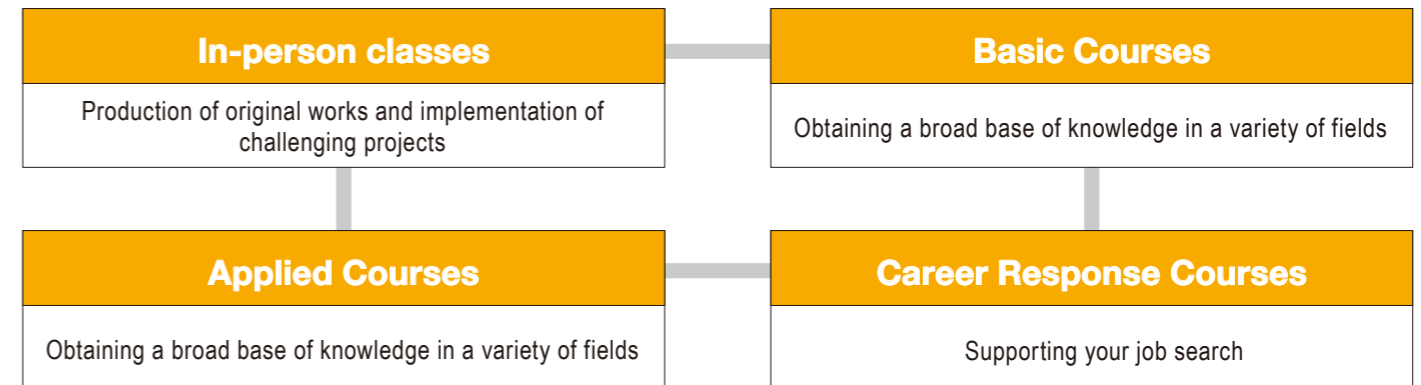 In-person classes
Production of original works and implementation of
challenging projects
Basic Courses
Obtaining a broad base of knowledge in a variety of fields
Applied Courses
Obtaining a broad base of knowledge in a variety of fields
Career Response Courses
Supporting your job search